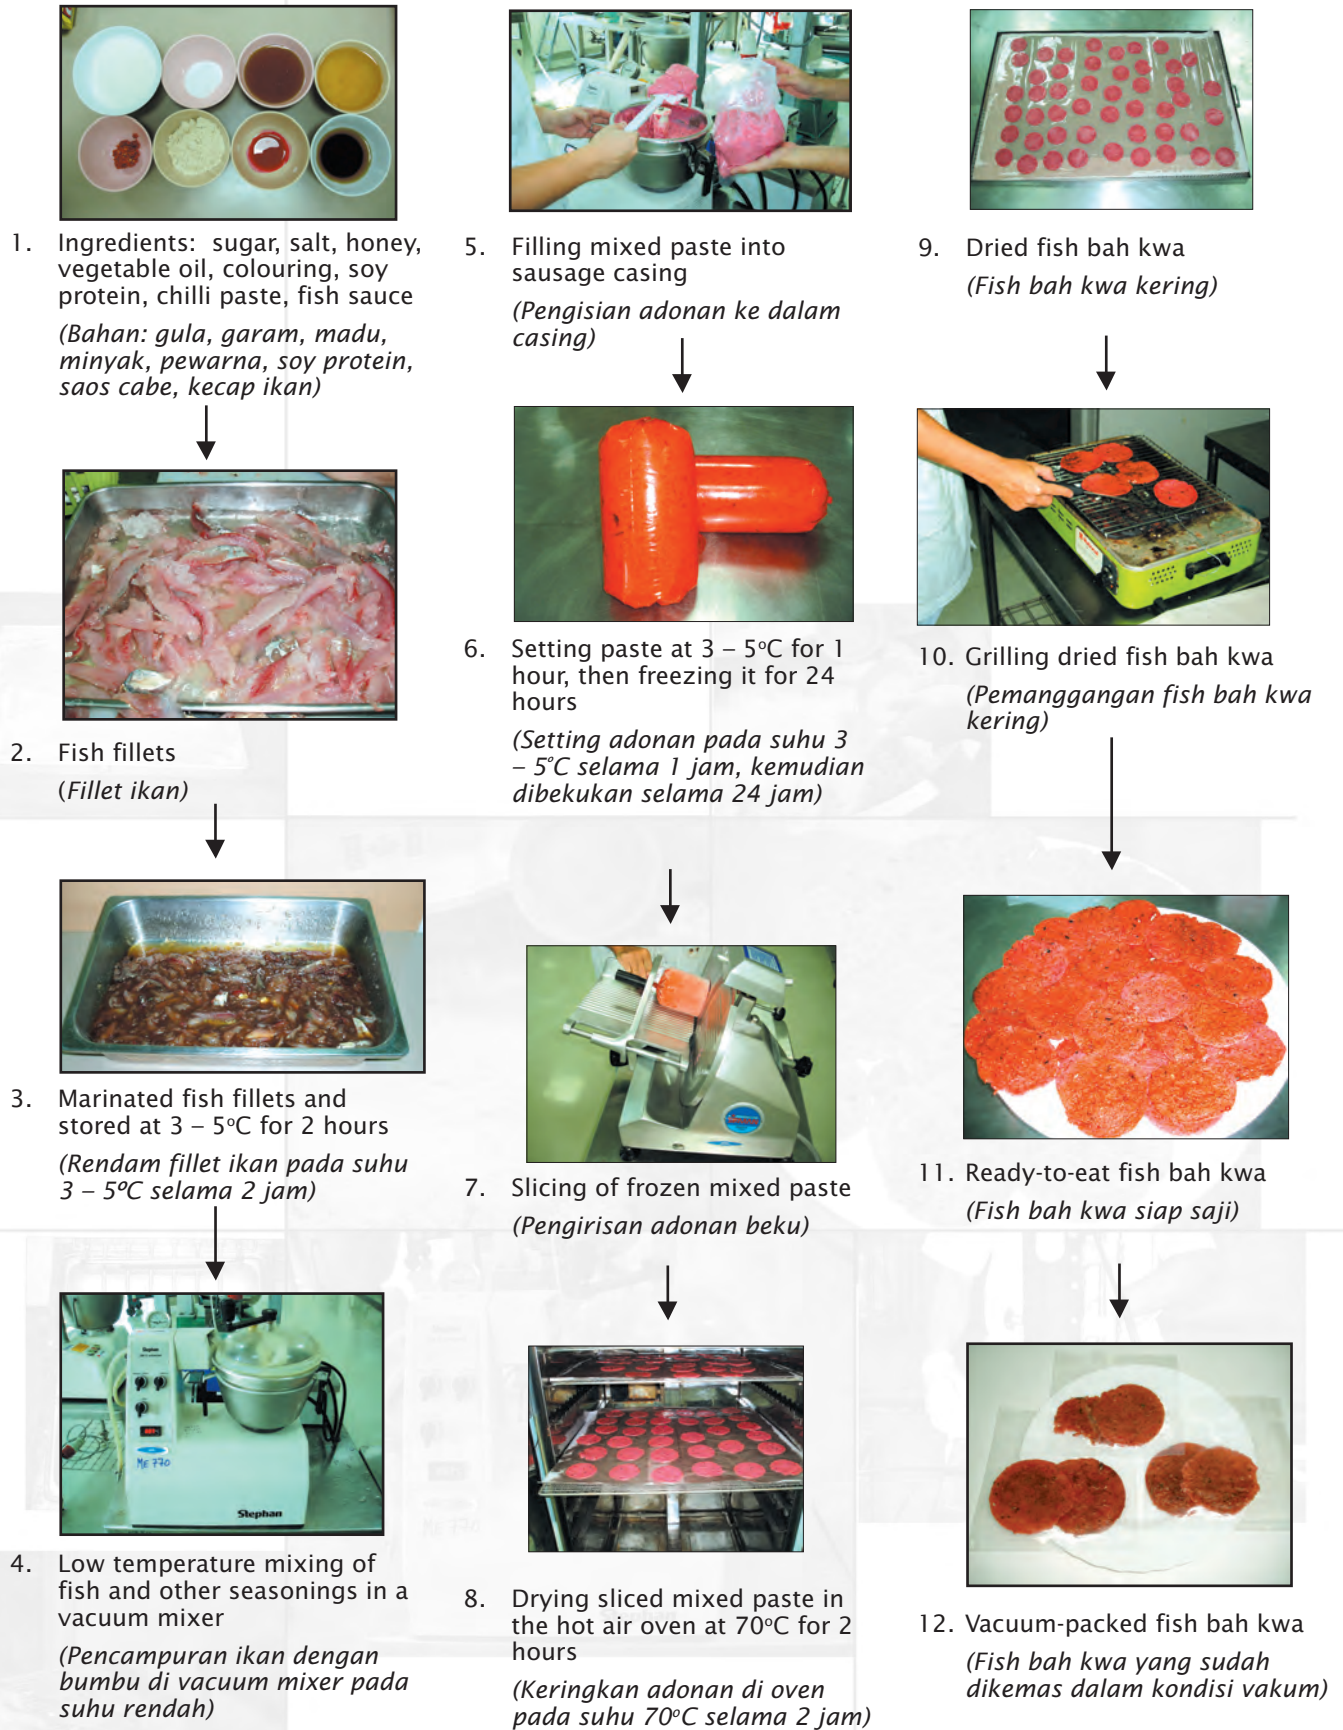 1. Ingredients: sugar, salt, honey,
vegetable oil, colouring, soy
protein, chilli paste, fish sauce
(Bahan: gula, garam, madu,
minyak, pewarna, soy protein,
saos cabe, kecap ikan)
2. Fish fillets
(Fillet ikan)
3. Marinated fish fillets and
stored at 3 – 5ºC for 2 hours
(Rendam fillet ikan pada suhu
3 – 5ºC selama 2 jam)
Stephan
ME 770
Stephan
4. Low temperature mixing of
fish and other seasonings in a
vacuum mixer
(Pencampuran ikan dengan
bumbu di vacuum mixer pada
suhu rendah)
5. Filling mixed paste into
sausage casing
(Pengisian adonan ke dalam
casing)
6. Setting paste at 3 – 5ºC for 1
hour, then freezing it for 24
hours
(Setting adonan pada suhu 3
– 5ºC selama 1 jam, kemudian
dibekukan selama 24 jam)
7. Slicing of frozen mixed paste
(Pengirisan adonan beku)
8. Drying sliced mixed paste in
the hot air oven at 70ºC for 2
hours
(Keringkan adonan di oven
pada suhu 70ºC selama 2 jam)
9. Dried fish bah kwa
(Fish bah kwa kering)
10. Grilling dried fish bah kwa
(Pemanggangan fish bah kwa
kering)
11. Ready-to-eat fish bah kwa
(Fish bah kwa siap saji)
12. Vacuum-packed fish bah kwa
(Fish bah kwa yang sudah
dikemas dalam kondisi vakum)